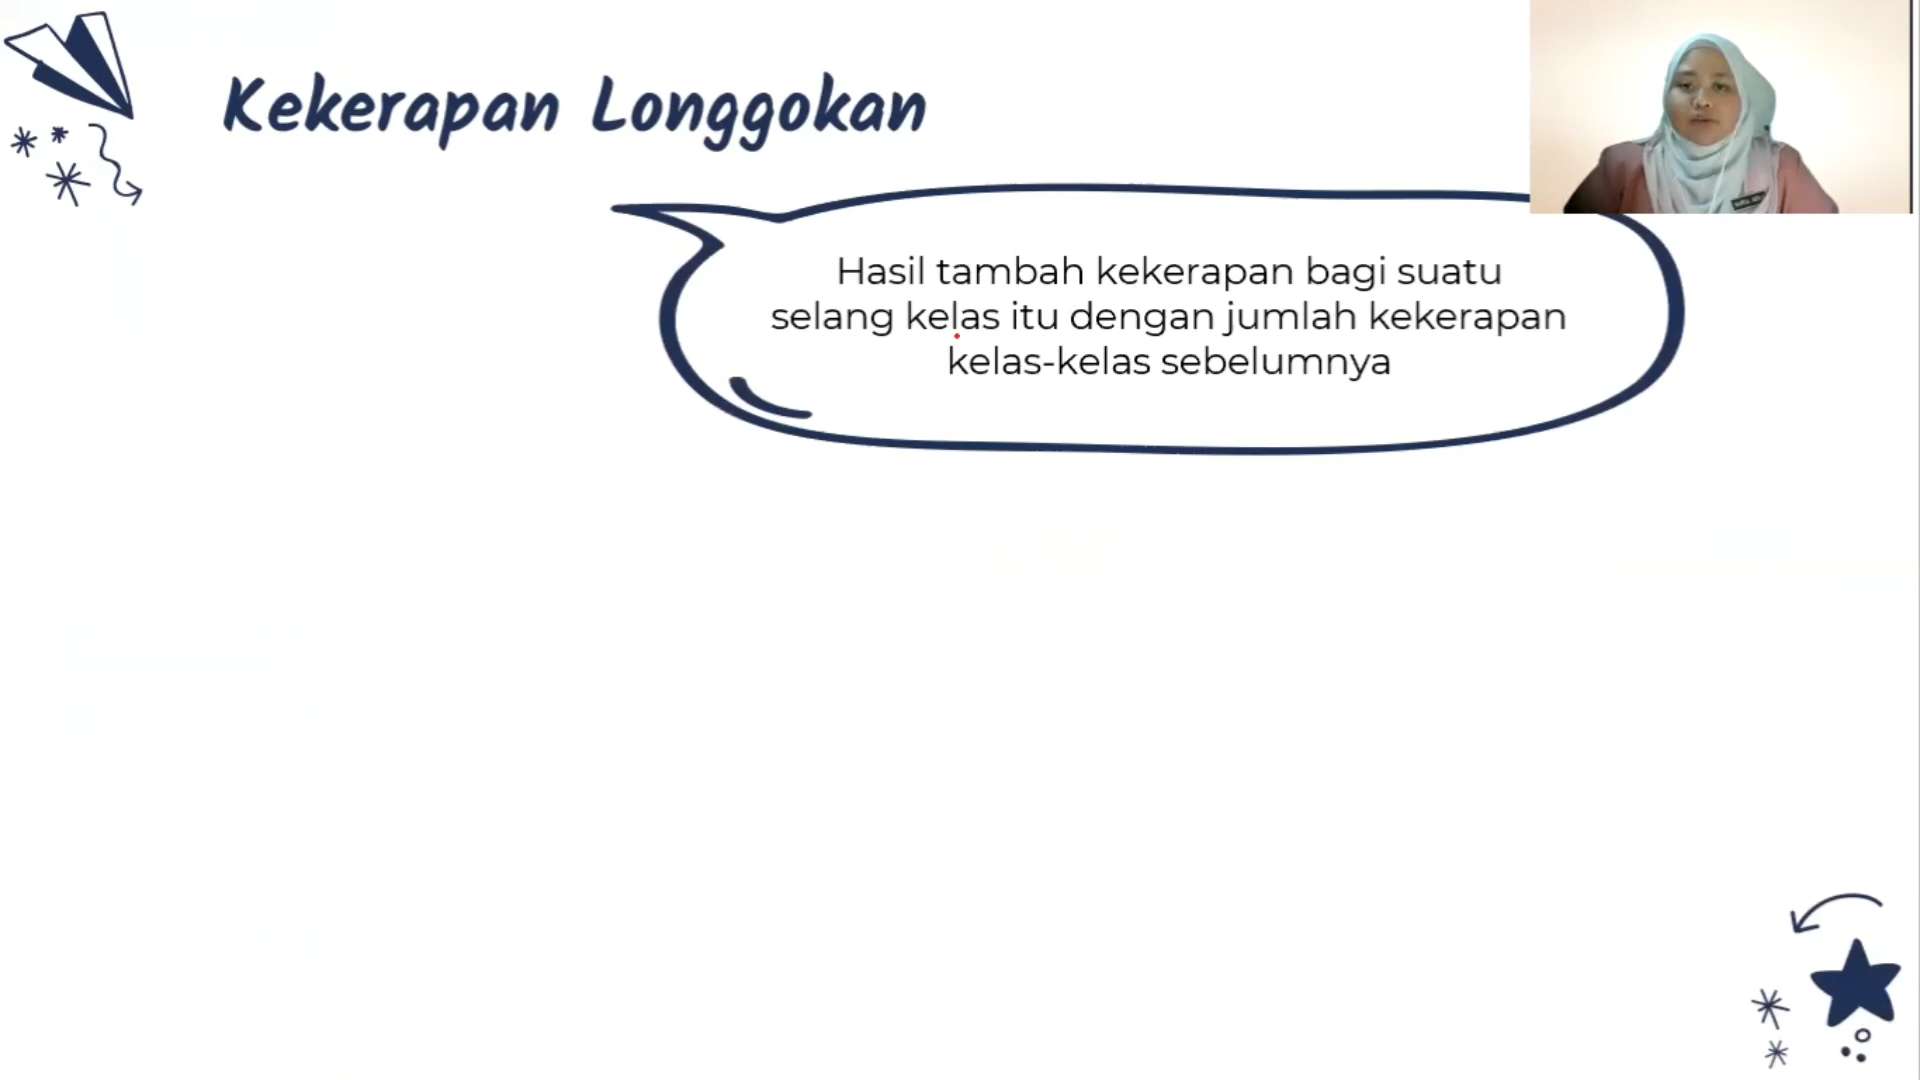 Kekerapan Longgokan
Hasil tambah kekerapan bagi suatu
selang kelas itu dengan jumlah kekerapan
kelas-kelas sebelumnya